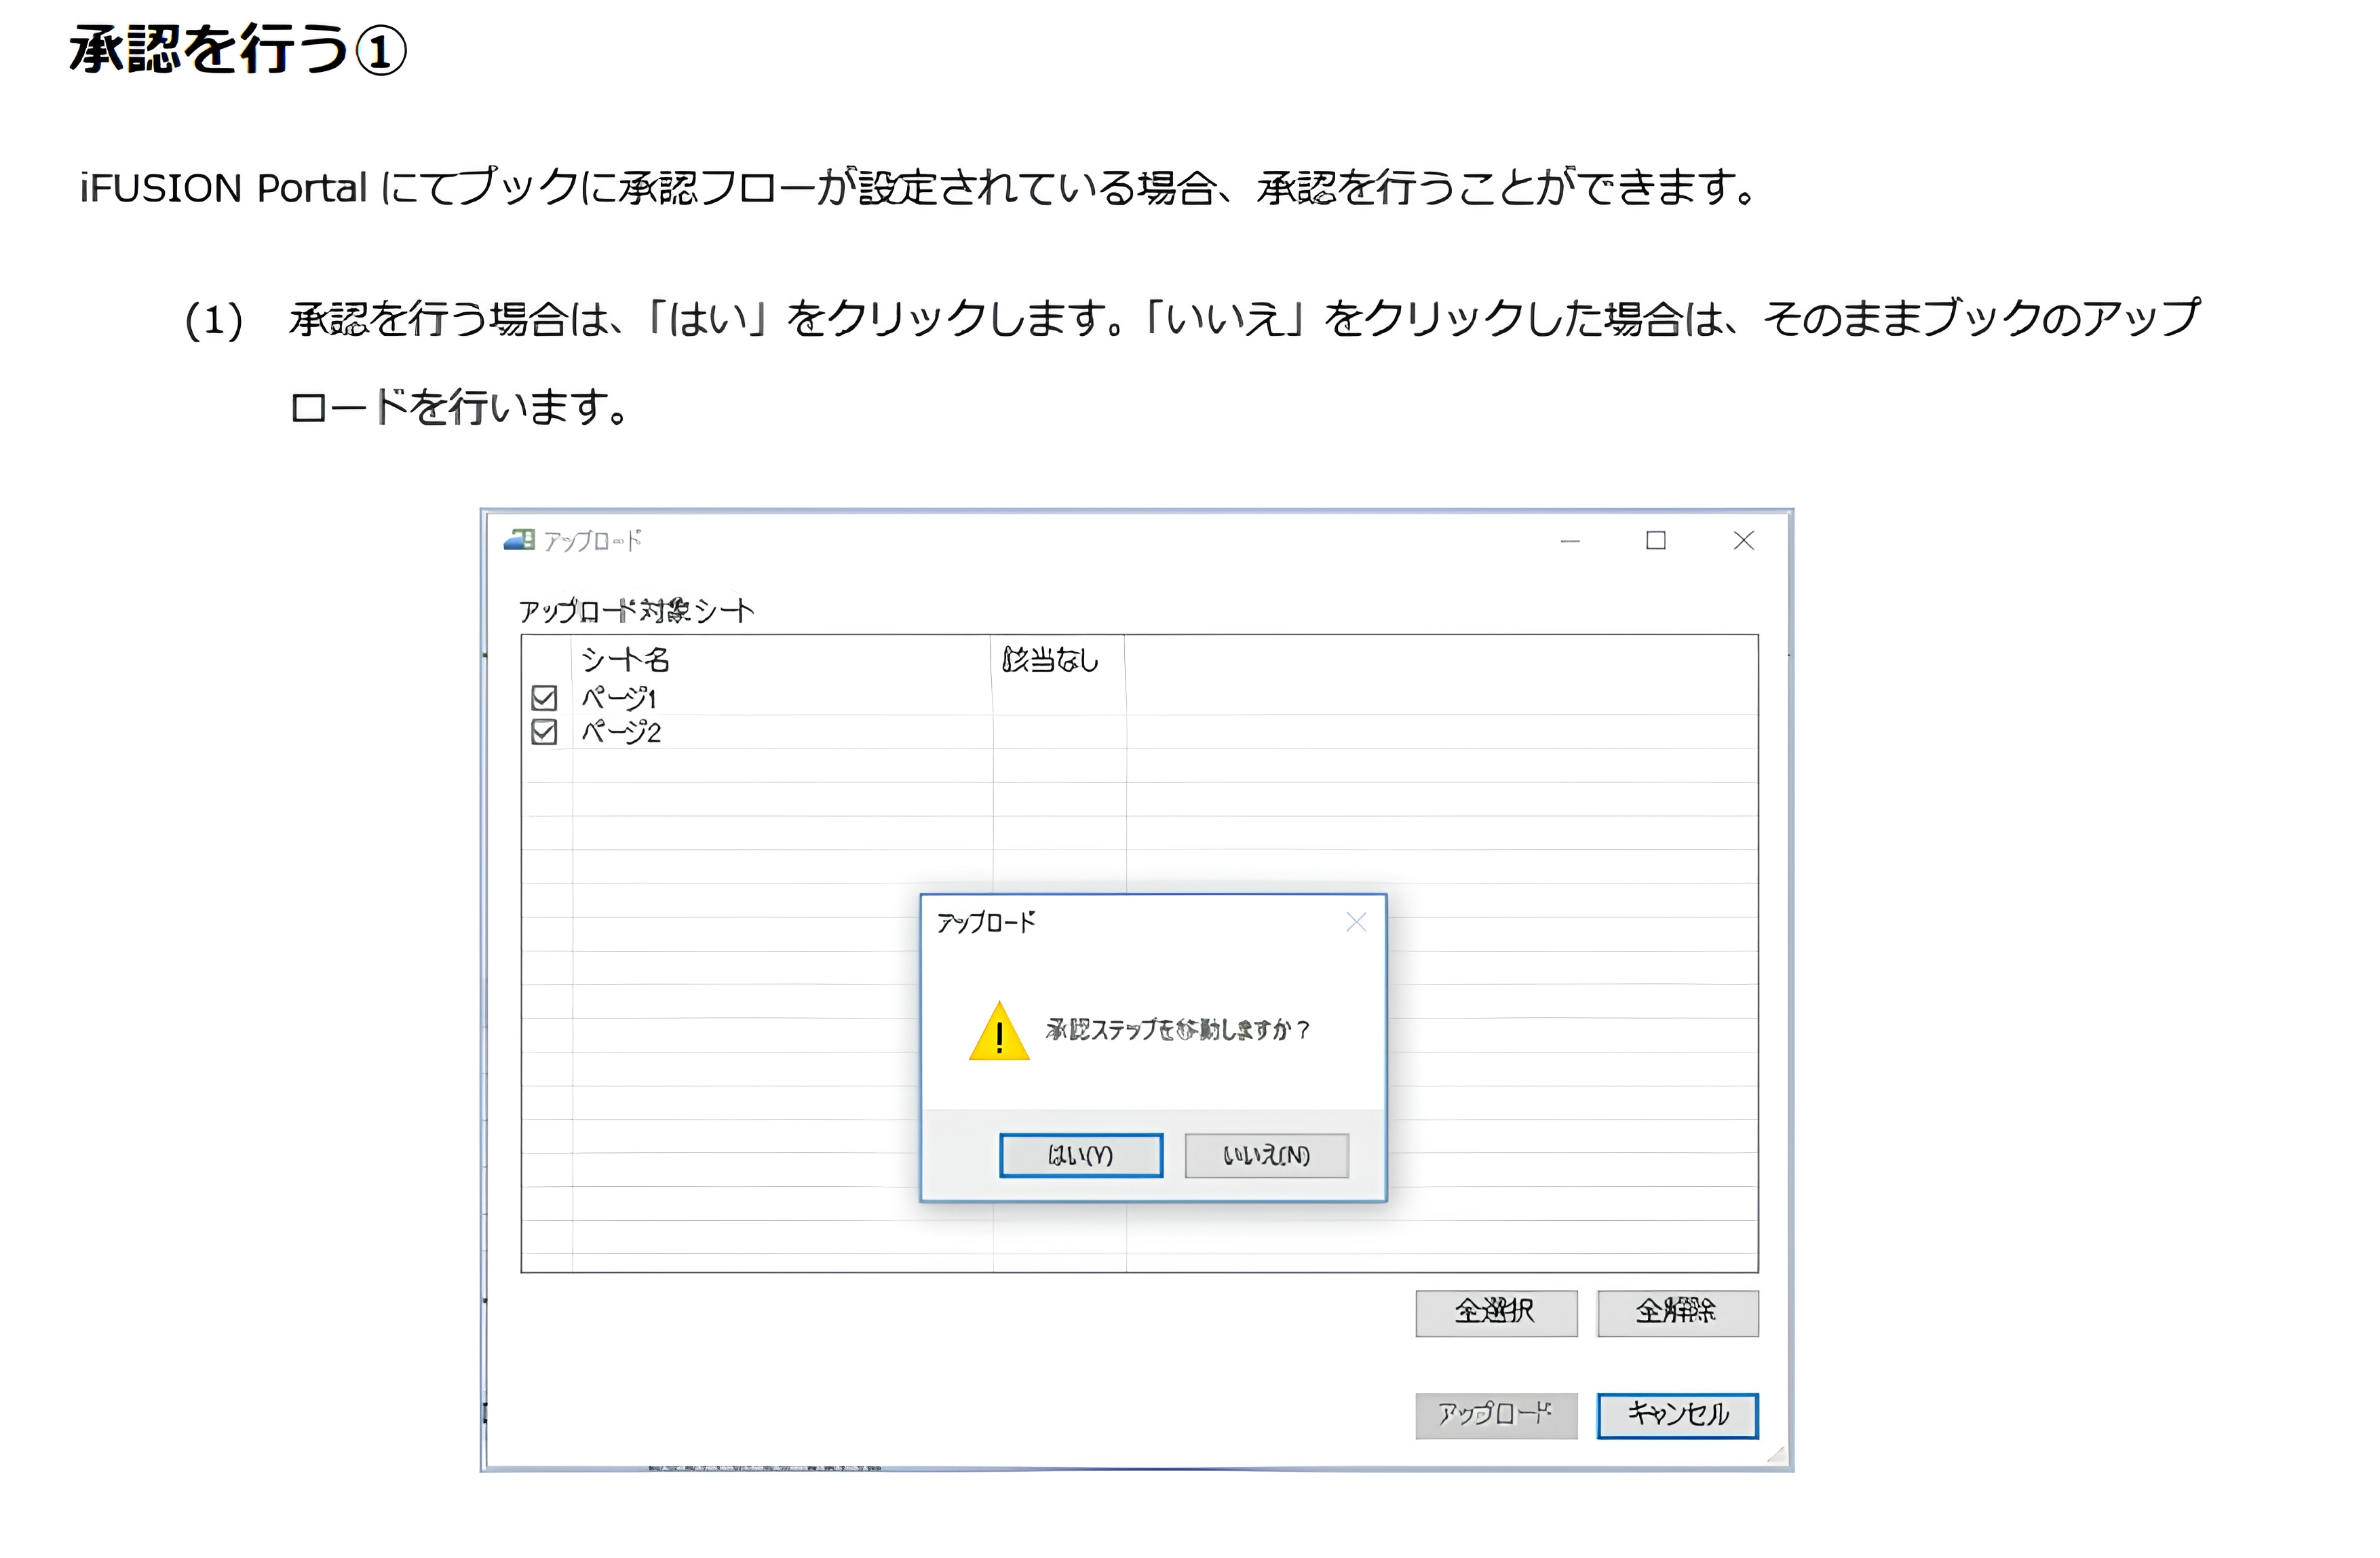 承認を行う①
iFUSION Portal にてブックに承認フローが設定されている場合、承認を行うことができます。
(1) 承認を行う場合は、「はい」をクリックします。「いいえ」をクリックした場合は、そのままブックのアップ
ロードを行います。
アップロード
アップロード対象シート
シート名 該当なし
ページ1
ページ2
アップロード
承認ステップを移動しますか？
はい(Y) いいえ(N)
全選択 全解除
アップロード キャンセル